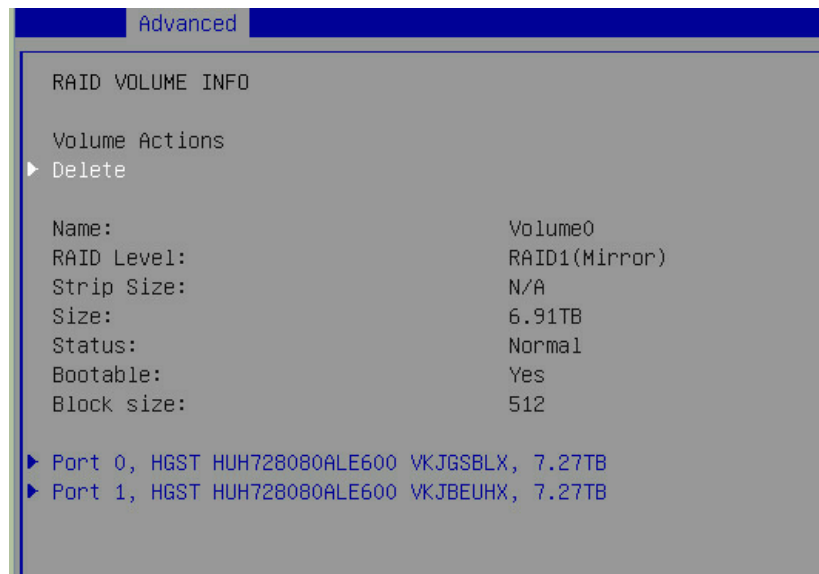 Advanced
RAID VOLUME INFO
Volume Actions
Delete
Name: Volume0
RAID Level: RAID1(Mirror)
Strip Size: N/A
Size: 6.91TB
Status: Normal
Bootable: Yes
Block size: 512
Port 0, HGST HUH728080ALE600 VKJGSBLX, 7.27TB
Port 1, HGST HUH728080ALE600 VKJBEUHX, 7.27TB